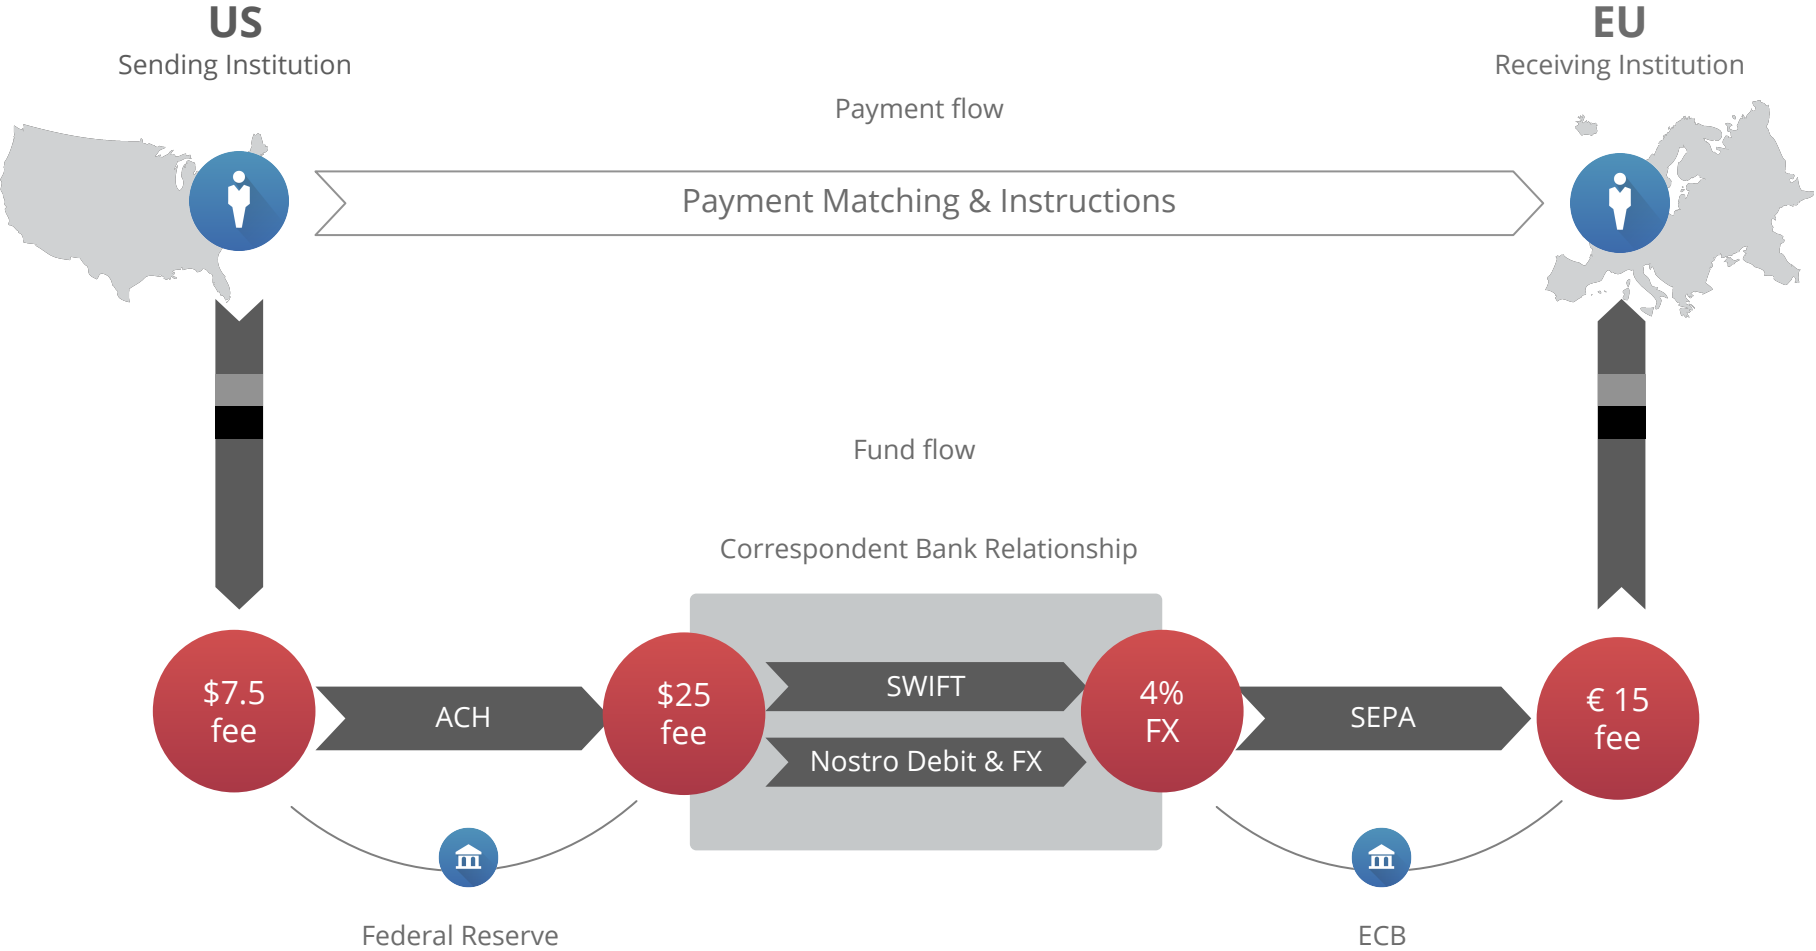 US
Sending Institution
EU
Receiving Institution
Payment flow
Payment Matching & Instructions
Fund flow
Correspondent Bank Relationship
$7.5
fee
ACH
$25
fee
SWIFT
Nostro Debit & FX
4%
FX
SEPA
€ 15
fee
Federal Reserve
ECB